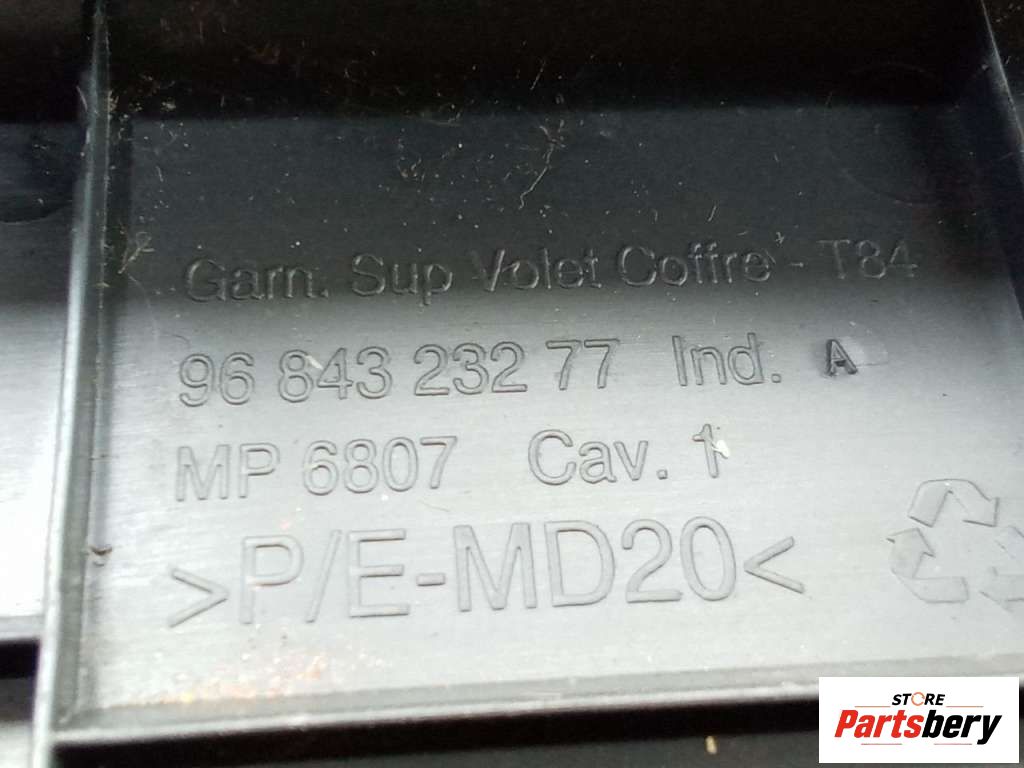 Garn. Sup Volet Coffre - T84
96 843 232 77 Ind. A
MP 6807 Cav. 1
>P/E-MD20<
STORE
Partsbery